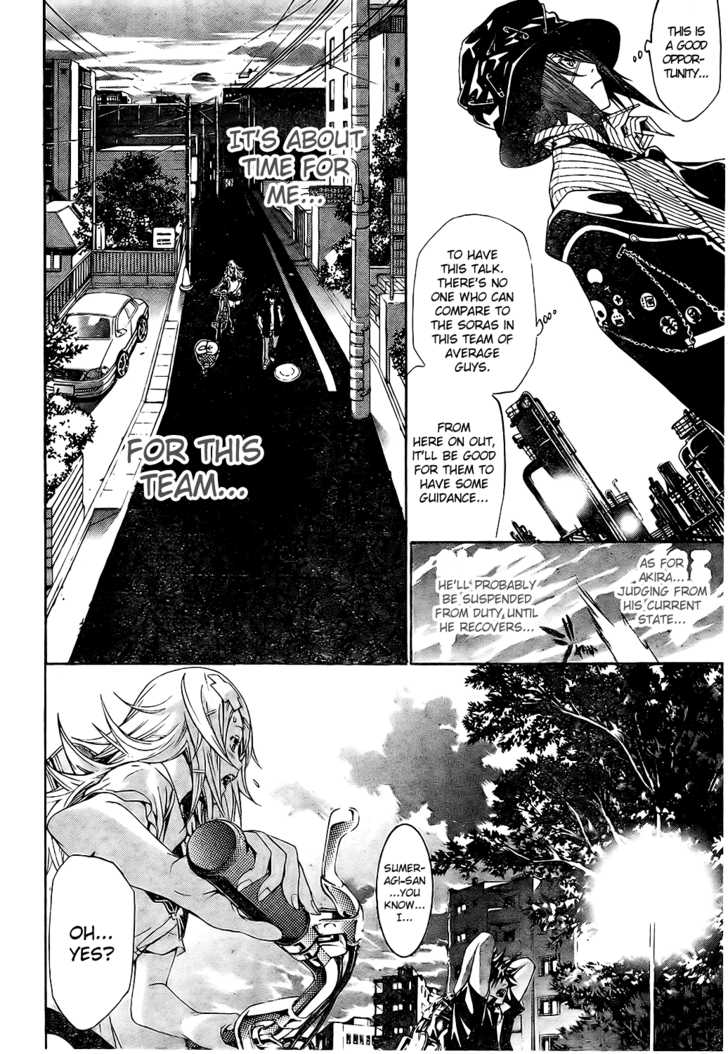 THIS IS
A GOOD
OPPOR-
TUNITY...
TO HAVE
THIS TALK.
THERE'S NO
ONE WHO CAN
COMPARE TO
THE SORAS IN
THIS TEAM OF
AVERAGE
GUYS.
FROM
HERE ON OUT,
IT'LL BE GOOD
FOR THEM TO
HAVE SOME
GUIDANCE...
AS FOR
AKIRA...
JUDGING FROM
HIS CURRENT
STATE...
HE'LL PROBABLY
BE SUSPENDED
FROM DUTY, UNTIL
HE RECOVERS...
IT'S ABOUT
TIME FOR
ME...
FOR THIS
TEAM...
SUMER-
AGI-SAN
...YOU
KNOW...
I...
OH...
YES?